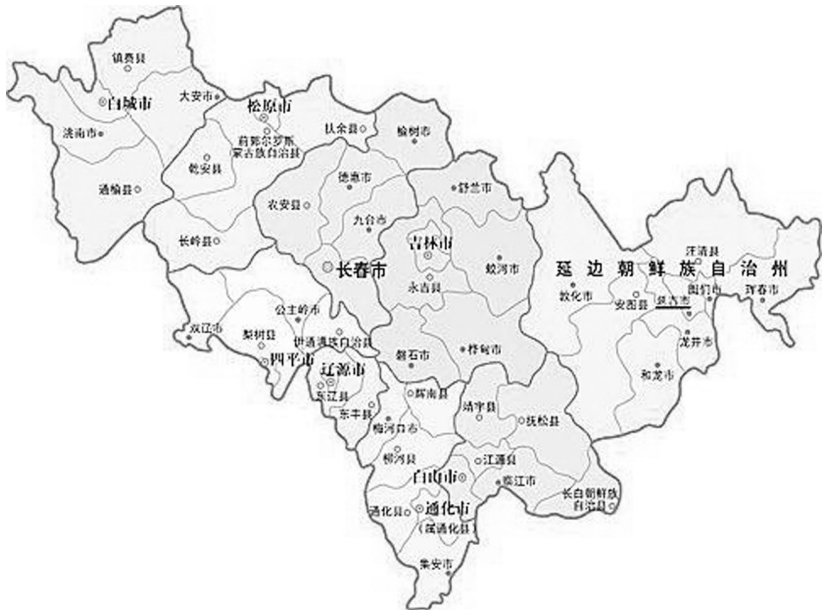 镇赉县
白城市
大安市
洮南市
通榆县
松原市
前郭尔罗斯
蒙古族自治县
扶余县
榆树市
乾安县
长岭县
德惠市
农安县
九台市
长春市
舒兰市
吉林市
蛟河市
永吉县
磐石市
桦甸市
延边朝鲜族自治州
汪清县
敦化市
安图县
延吉市
图们市
珲春市
龙井市
和龙市
公主岭市
双辽市
梨树县
伊通满族自治县
四平市
辽源市
东辽县
东丰县
辉南县
梅河口市
柳河县
靖宇县
抚松县
江源县
白山市
临江市
长白朝鲜族
自治县
通化县
通化市
(属通化县)
集安市